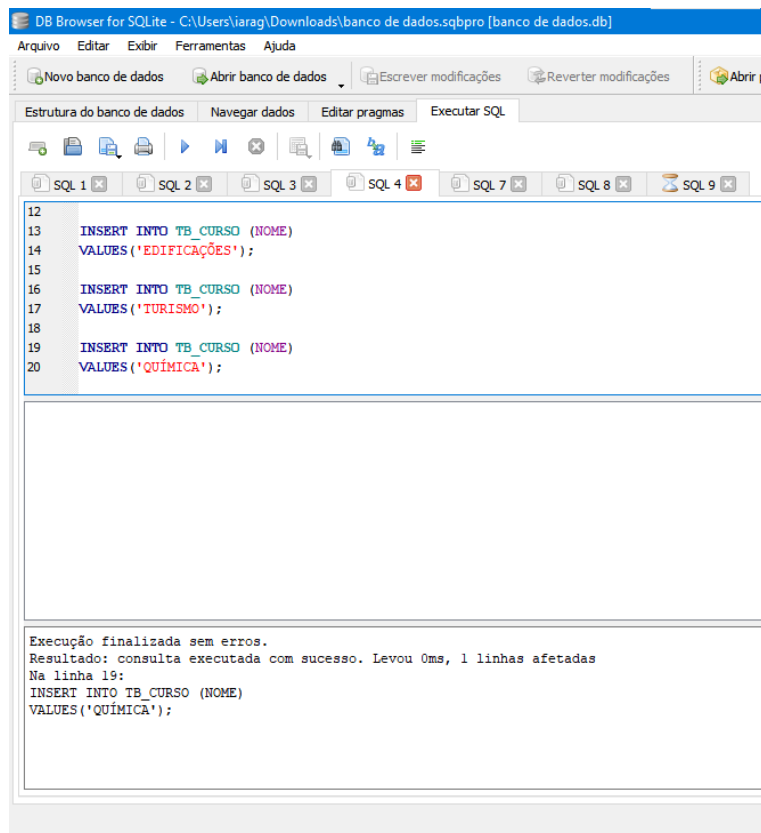 DB Browser for SQLite - C:\Users\iarag\Downloads\banco de dados.sqbpro [banco de dados.db]
Arquivo Editar Exibir Ferramentas Ajuda
Novo banco de dados Abrir banco de dados Escrever modificações Reverter modificações Abrir
Estrutura do banco de dados Navegar dados Editar pragmas Executar SQL
SQL 1 SQL 2 SQL 3 SQL 4 SQL 7 SQL 8 SQL 9
12
13 INSERT INTO TB_CURSO (NOME)
14 VALUES('EDIFICAÇÕES');
15
16 INSERT INTO TB_CURSO (NOME)
17 VALUES('TURISMO');
18
19 INSERT INTO TB_CURSO (NOME)
20 VALUES('QUÍMICA');
Execução finalizada sem erros.
Resultado: consulta executada com sucesso. Levou 0ms, 1 linhas afetadas
Na linha 19:
INSERT INTO TB_CURSO (NOME)
VALUES('QUÍMICA');